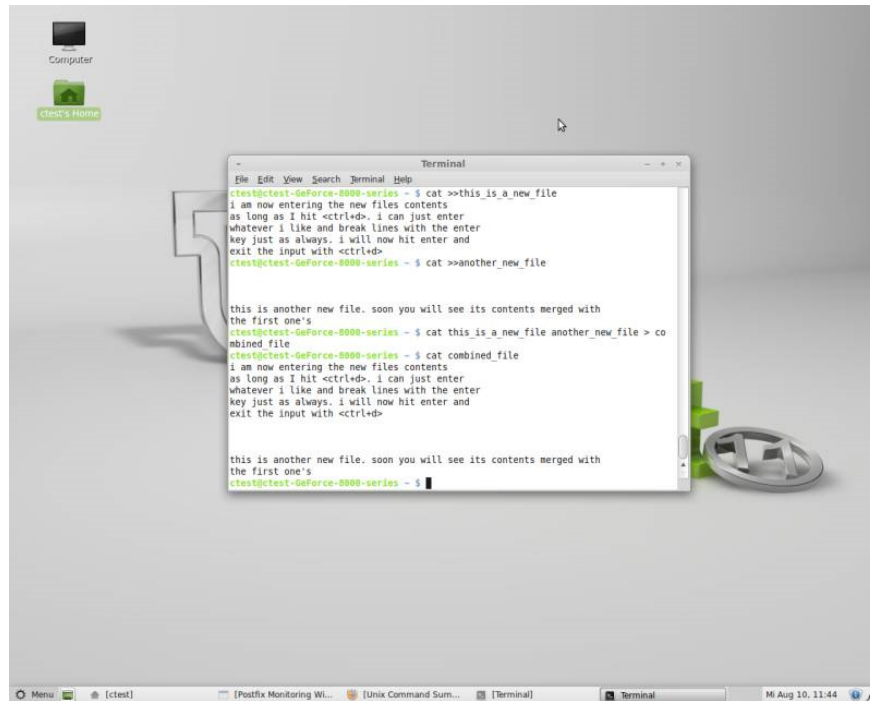 Computer
ctest's Home
Terminal
File Edit View Search Terminal Help
ctest@ctest-GeForce-8000-series ~ $ cat >>this_is_a_new_file
i am now entering the new files contents
as long as I hit <ctrl+d>. i can just enter
whatever i like and break lines with the enter
key just as always. i will now hit enter and
exit the input with <ctrl+d>
ctest@ctest-GeForce-8000-series ~ $ cat >>another_new_file
this is another new file. soon you will see its contents merged with
the first one's
ctest@ctest-GeForce-8000-series ~ $ cat this_is_a_new_file another_new_file > co
mbined_file
ctest@ctest-GeForce-8000-series ~ $ cat combined_file
i am now entering the new files contents
as long as I hit <ctrl+d>. i can just enter
whatever i like and break lines with the enter
key just as always. i will now hit enter and
exit the input with <ctrl+d>
this is another new file. soon you will see its contents merged with
the first one's
ctest@ctest-GeForce-8000-series ~ $
11
Menu [ctest] [Postfix Monitoring Wi... [Unix Command Sum... [Terminal] Terminal Mi Aug 10, 11:44